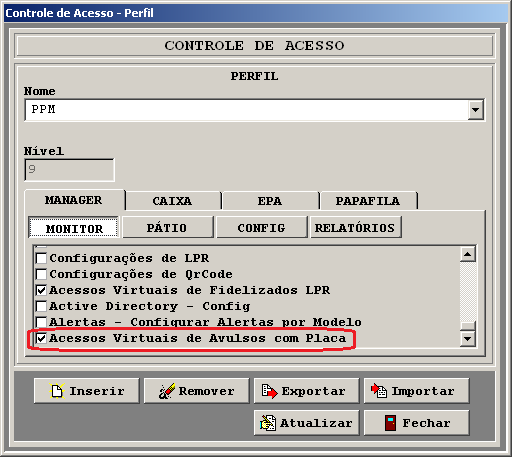 Controle de Acesso - Perfil
CONTROLE DE ACESSO
PERFIL
Nome
PPM
Nível
9
MANAGER CAIXA EPA PAPAFILA
MONITOR PÁTIO CONFIG RELATÓRIOS
Configurações de LPR
Configurações de QrCode
Acessos Virtuais de Fidelizados LPR
Active Directory - Config
Alertas - Configurar Alertas por Modelo
Acessos Virtuais de Avulsos com Placa
Inserir Remover Exportar Importar
Atualizar Fechar